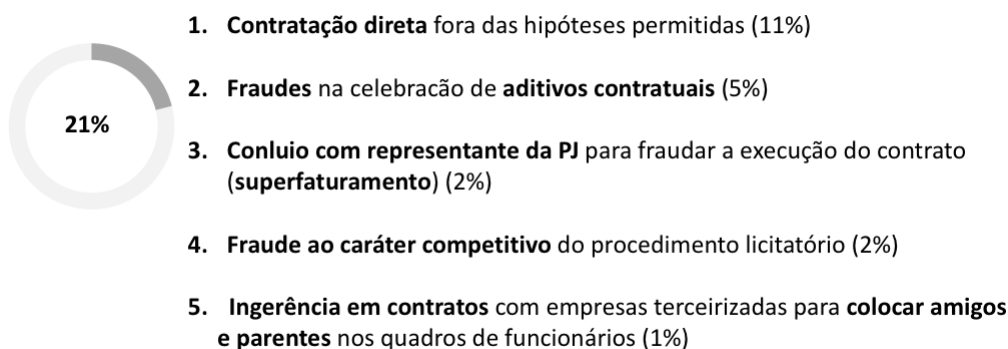 1. Contratação direta fora das hipóteses permitidas (11%)
2. Fraudes na celebracão de aditivos contratuais (5%)
21%
3. Conluio com representante da PJ para fraudar a execução do contrato
(superfaturamento) (2%)
4. Fraude ao caráter competitivo do procedimento licitatório (2%)
5. Ingerência em contratos com empresas terceirizadas para colocar amigos
e parentes nos quadros de funcionários (1%)